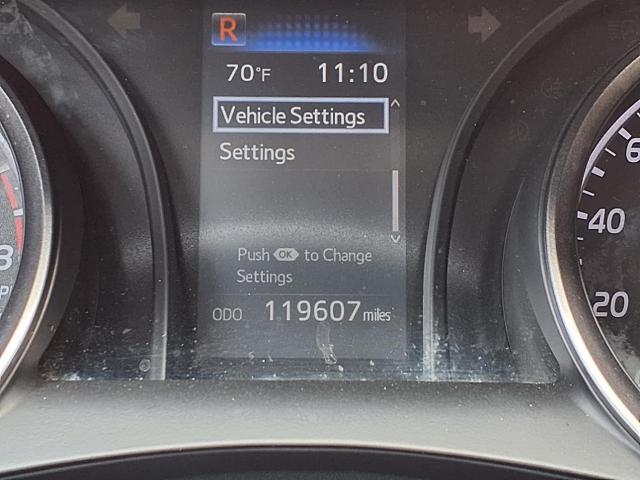 R
70°F 11:10
Vehicle Settings
Settings
Push OK to Change
Settings
ODO 119607 miles
60
40
20